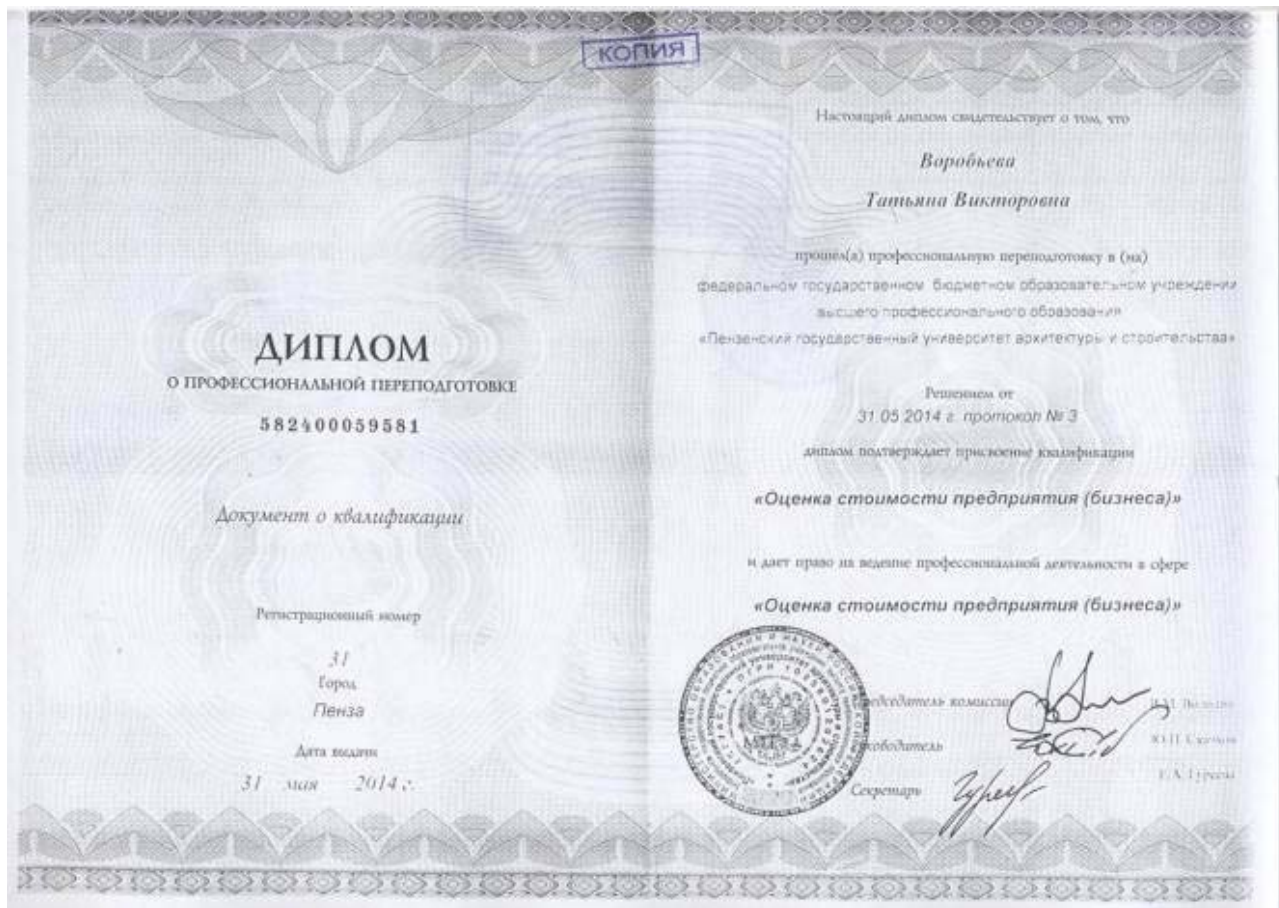 КОПИЯ
ДИПЛОМ
О ПРОФЕССИОНАЛЬНОЙ ПЕРЕПОДГОТОВКЕ
582400059581
Документ о квалификации
Регистрационный номер
31
Город
Пенза
Дата выдачи
31 мая 2014 г.
Настоящий диплом свидетельствует о том, что
Воробьева
Татьяна Викторовна
прошел(а) профессиональную переподготовку в (на)
федеральном государственном бюджетном образовательном учреждении
высшего профессионального образования
«Пензенский государственный университет архитектуры и строительства»
Решением от
31.05.2014 г. протокол № 3
диплом подтверждает присвоение квалификации
«Оценка стоимости предприятия (бизнеса)»
и дает право на ведение профессиональной деятельности в сфере
«Оценка стоимости предприятия (бизнеса)»
Председатель комиссии
Руководитель
Секретарь